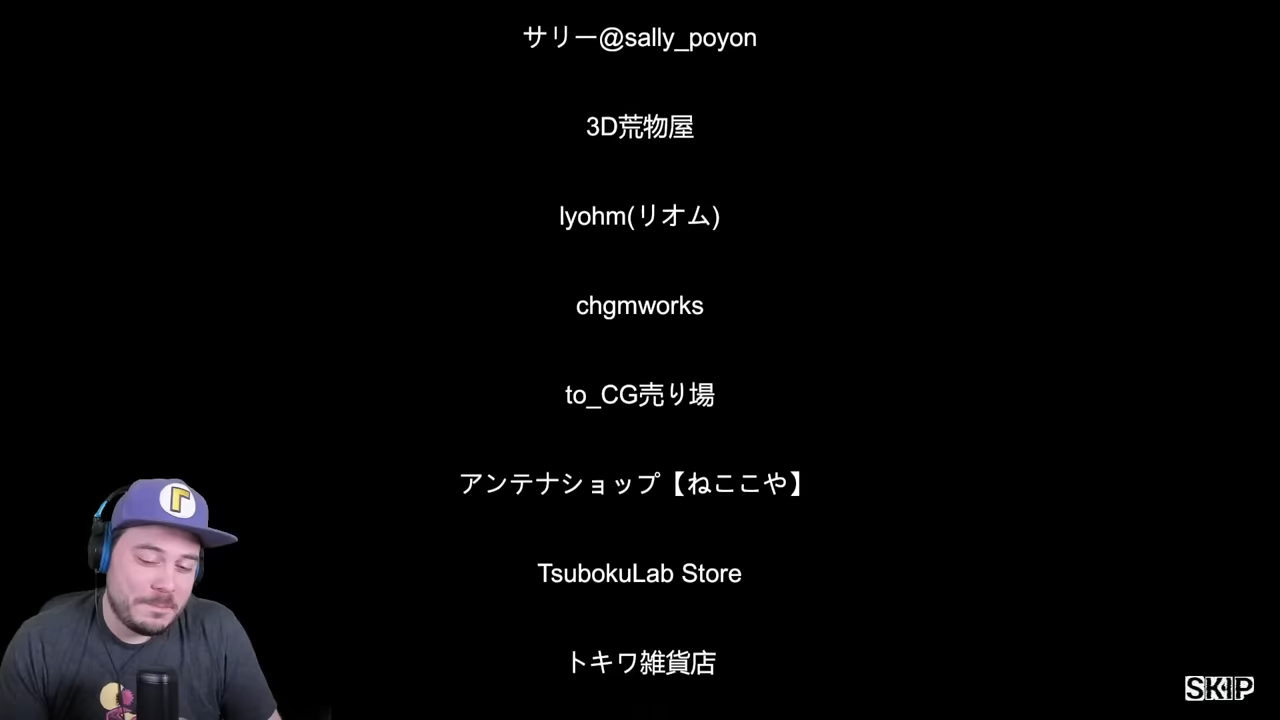 サリー@sally_poyon
3D荒物屋
lyohm(リオム)
chgmworks
to_CG売り場
アンテナショップ【ねここや】
TsubokuLab Store
トキワ雑貨店
SKIP